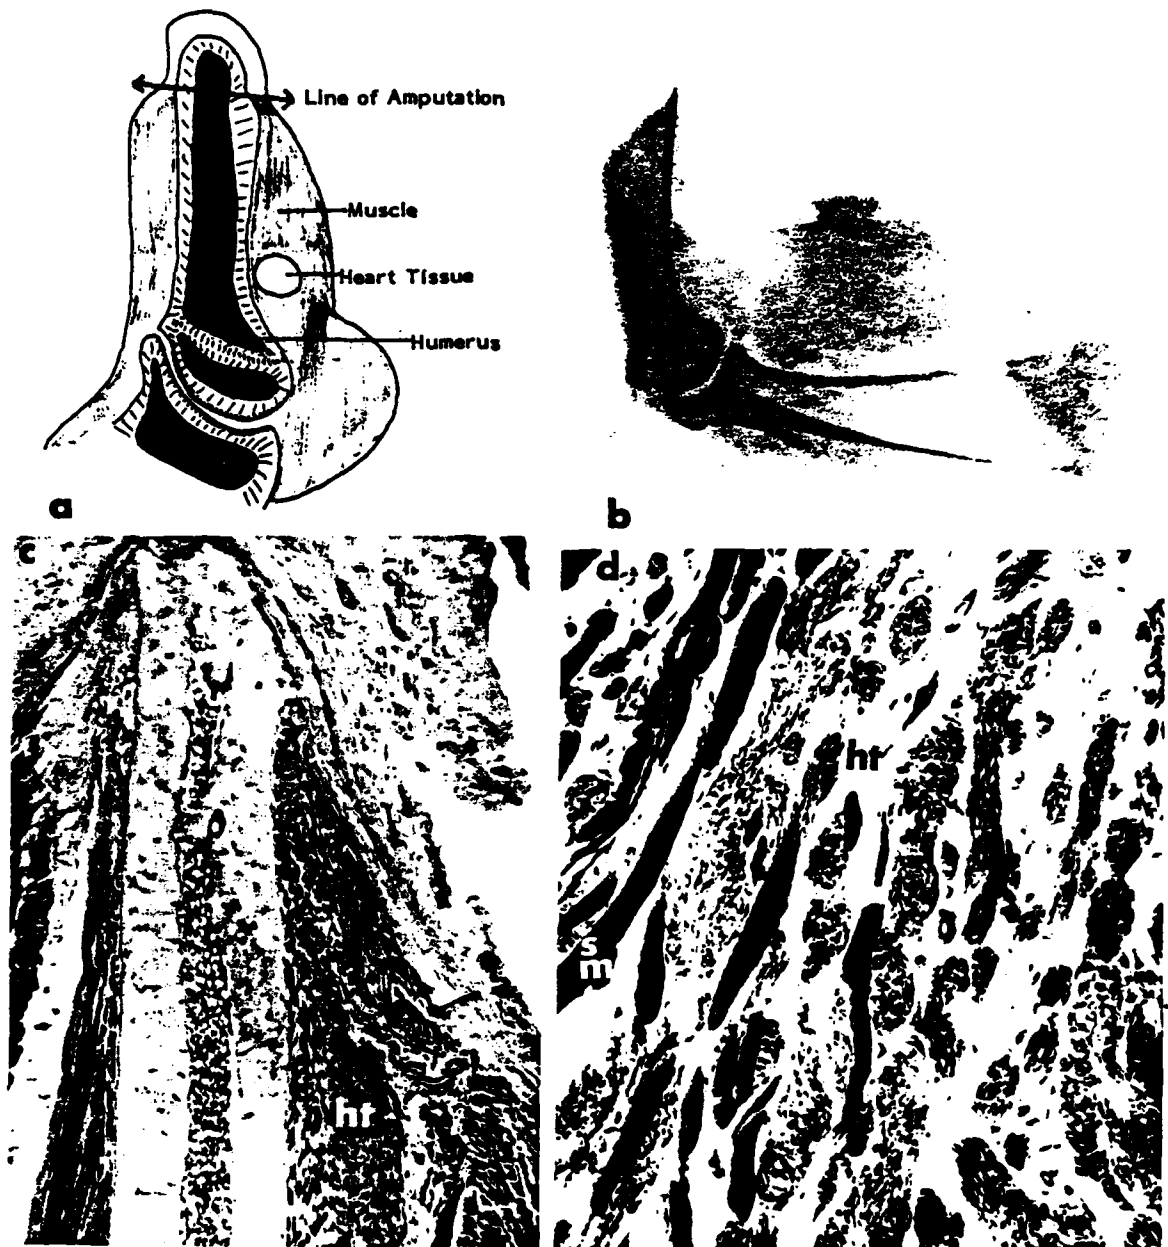 Line of Amputation
Muscle
Heart Tissue
Humerus
a
b
c
d
ht
s
m
ht